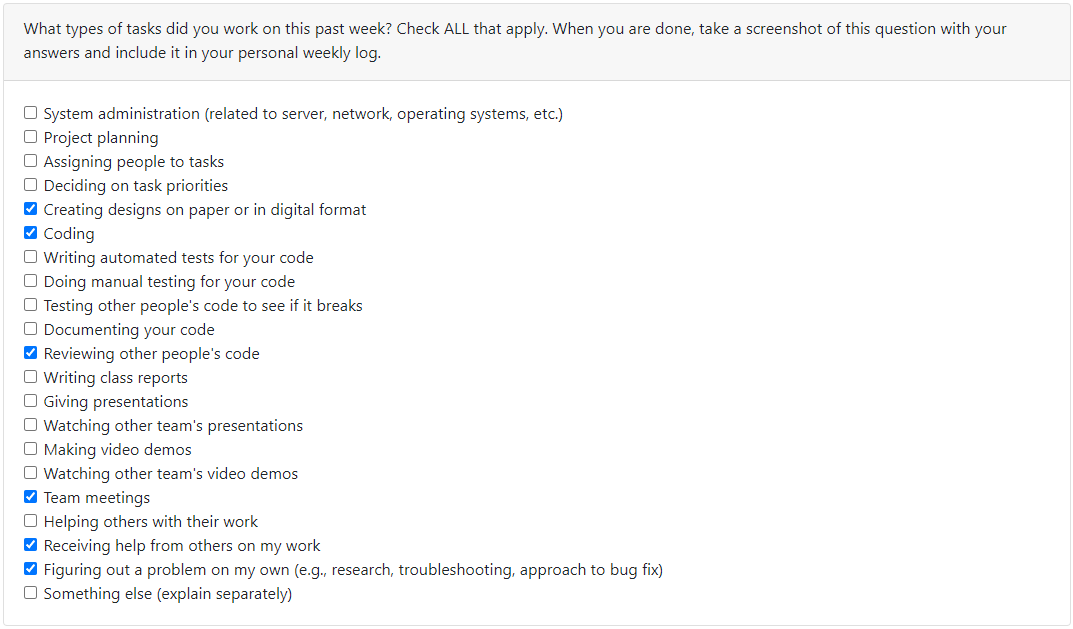 What types of tasks did you work on this past week? Check ALL that apply. When you are done, take a screenshot of this question with your
answers and include it in your personal weekly log.
System administration (related to server, network, operating systems, etc.)
Project planning
Assigning people to tasks
Deciding on task priorities
Creating designs on paper or in digital format
Coding
Writing automated tests for your code
Doing manual testing for your code
Testing other people's code to see if it breaks
Documenting your code
Reviewing other people's code
Writing class reports
Giving presentations
Watching other team's presentations
Making video demos
Watching other team's video demos
Team meetings
Helping others with their work
Receiving help from others on my work
Figuring out a problem on my own (e.g., research, troubleshooting, approach to bug fix)
Something else (explain separately)